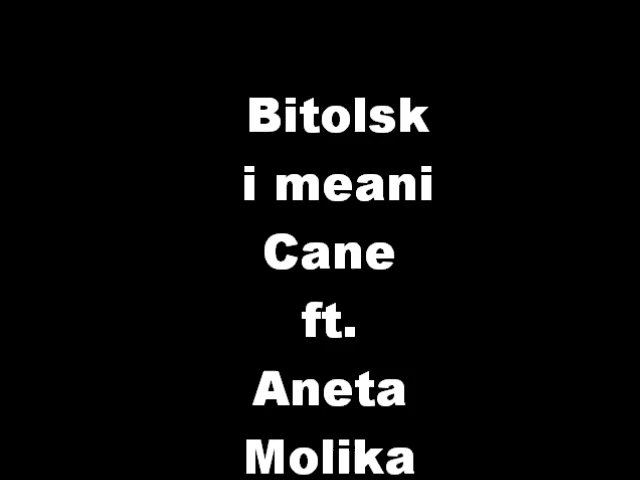 Bitolsk
i meani
Cane
ft.
Aneta
Molika